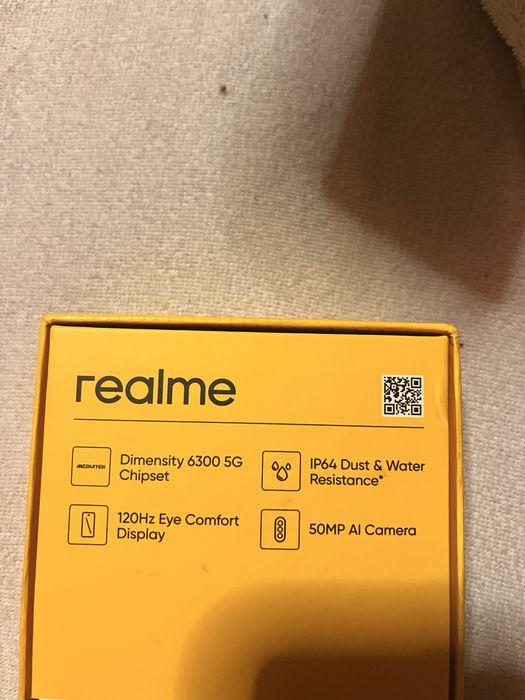 realme
MEDIATEK
Dimensity 6300 5G
Chipset
IP64 Dust & Water
Resistance*
120Hz Eye Comfort
Display
50MP AI Camera